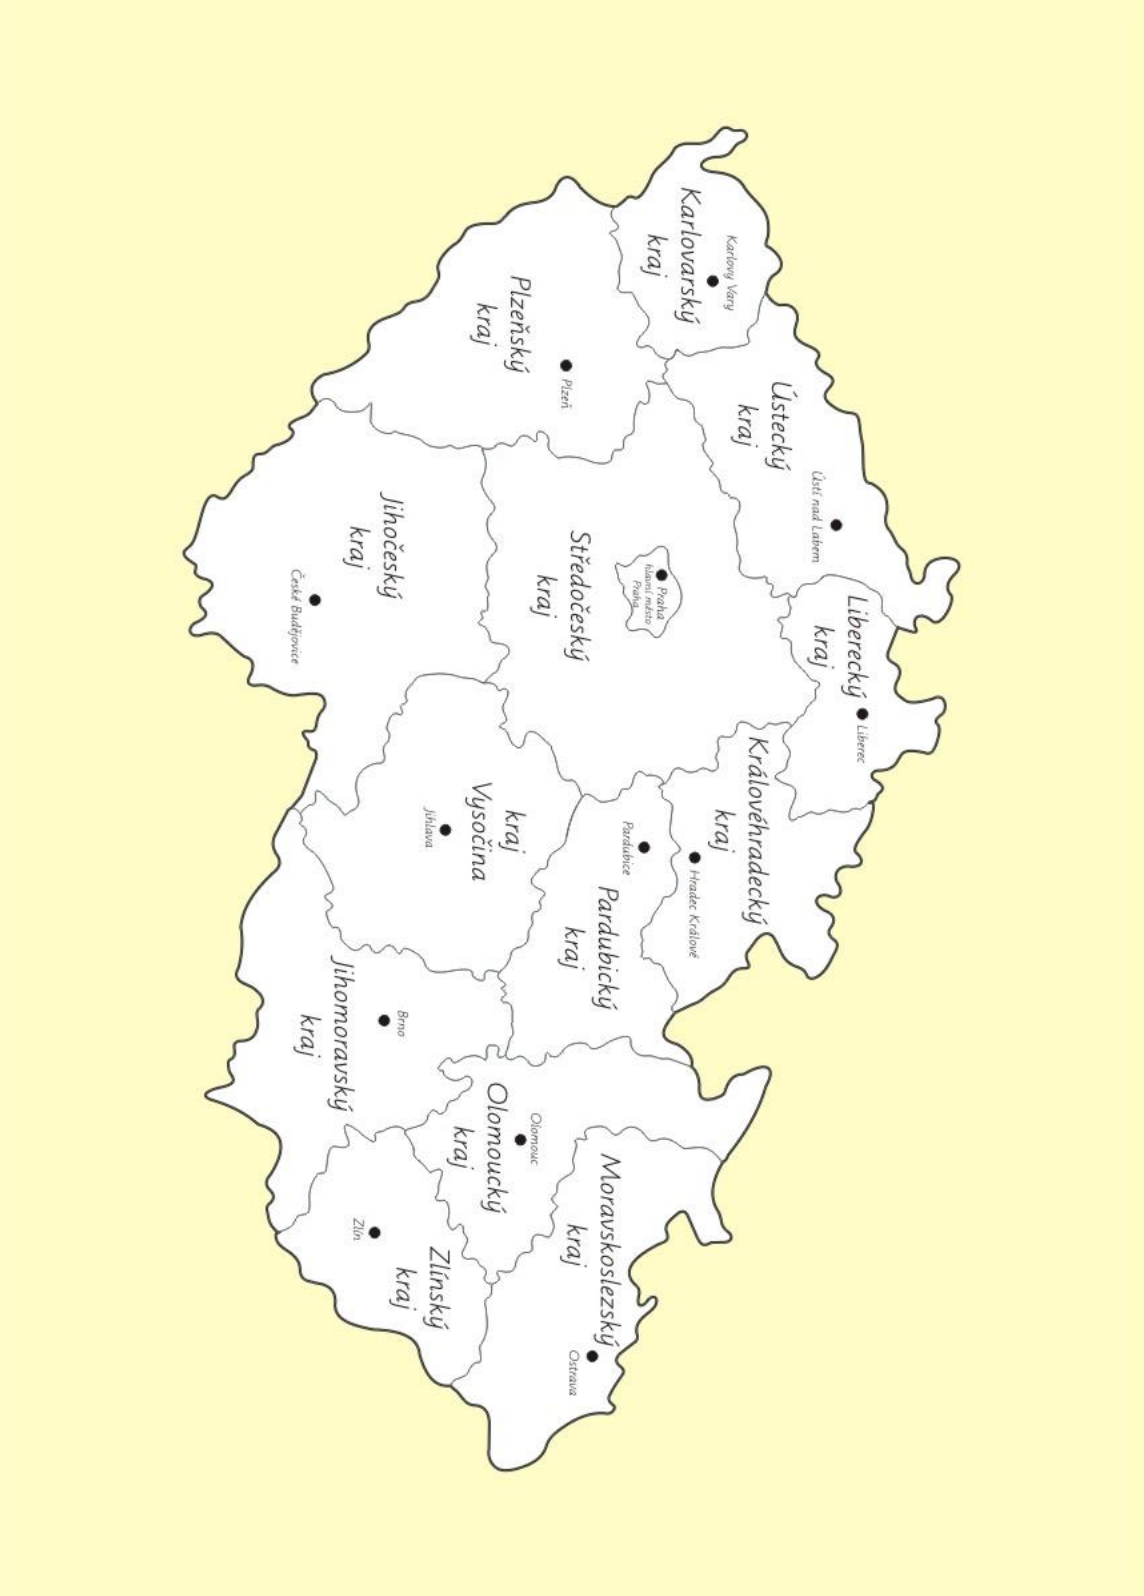 Karlovy Vary
Karlovarský
kraj
Ústecký
kraj
Ústí nad Labem
Liberecký
kraj
Liberec
Královéhradecký
kraj
Hradec Králové
Plzeňský
kraj
Plzeň
Praha
hlavní město
Praha
Středočeský
kraj
Pardubice
Pardubický
kraj
Jihočeský
kraj
České Budějovice
kraj
Vysočina
Jihlava
Brno
Jihomoravský
kraj
Olomouc
Olomoucký
kraj
Moravskoslezský
kraj
Ostrava
Zlínský
kraj
Zlín